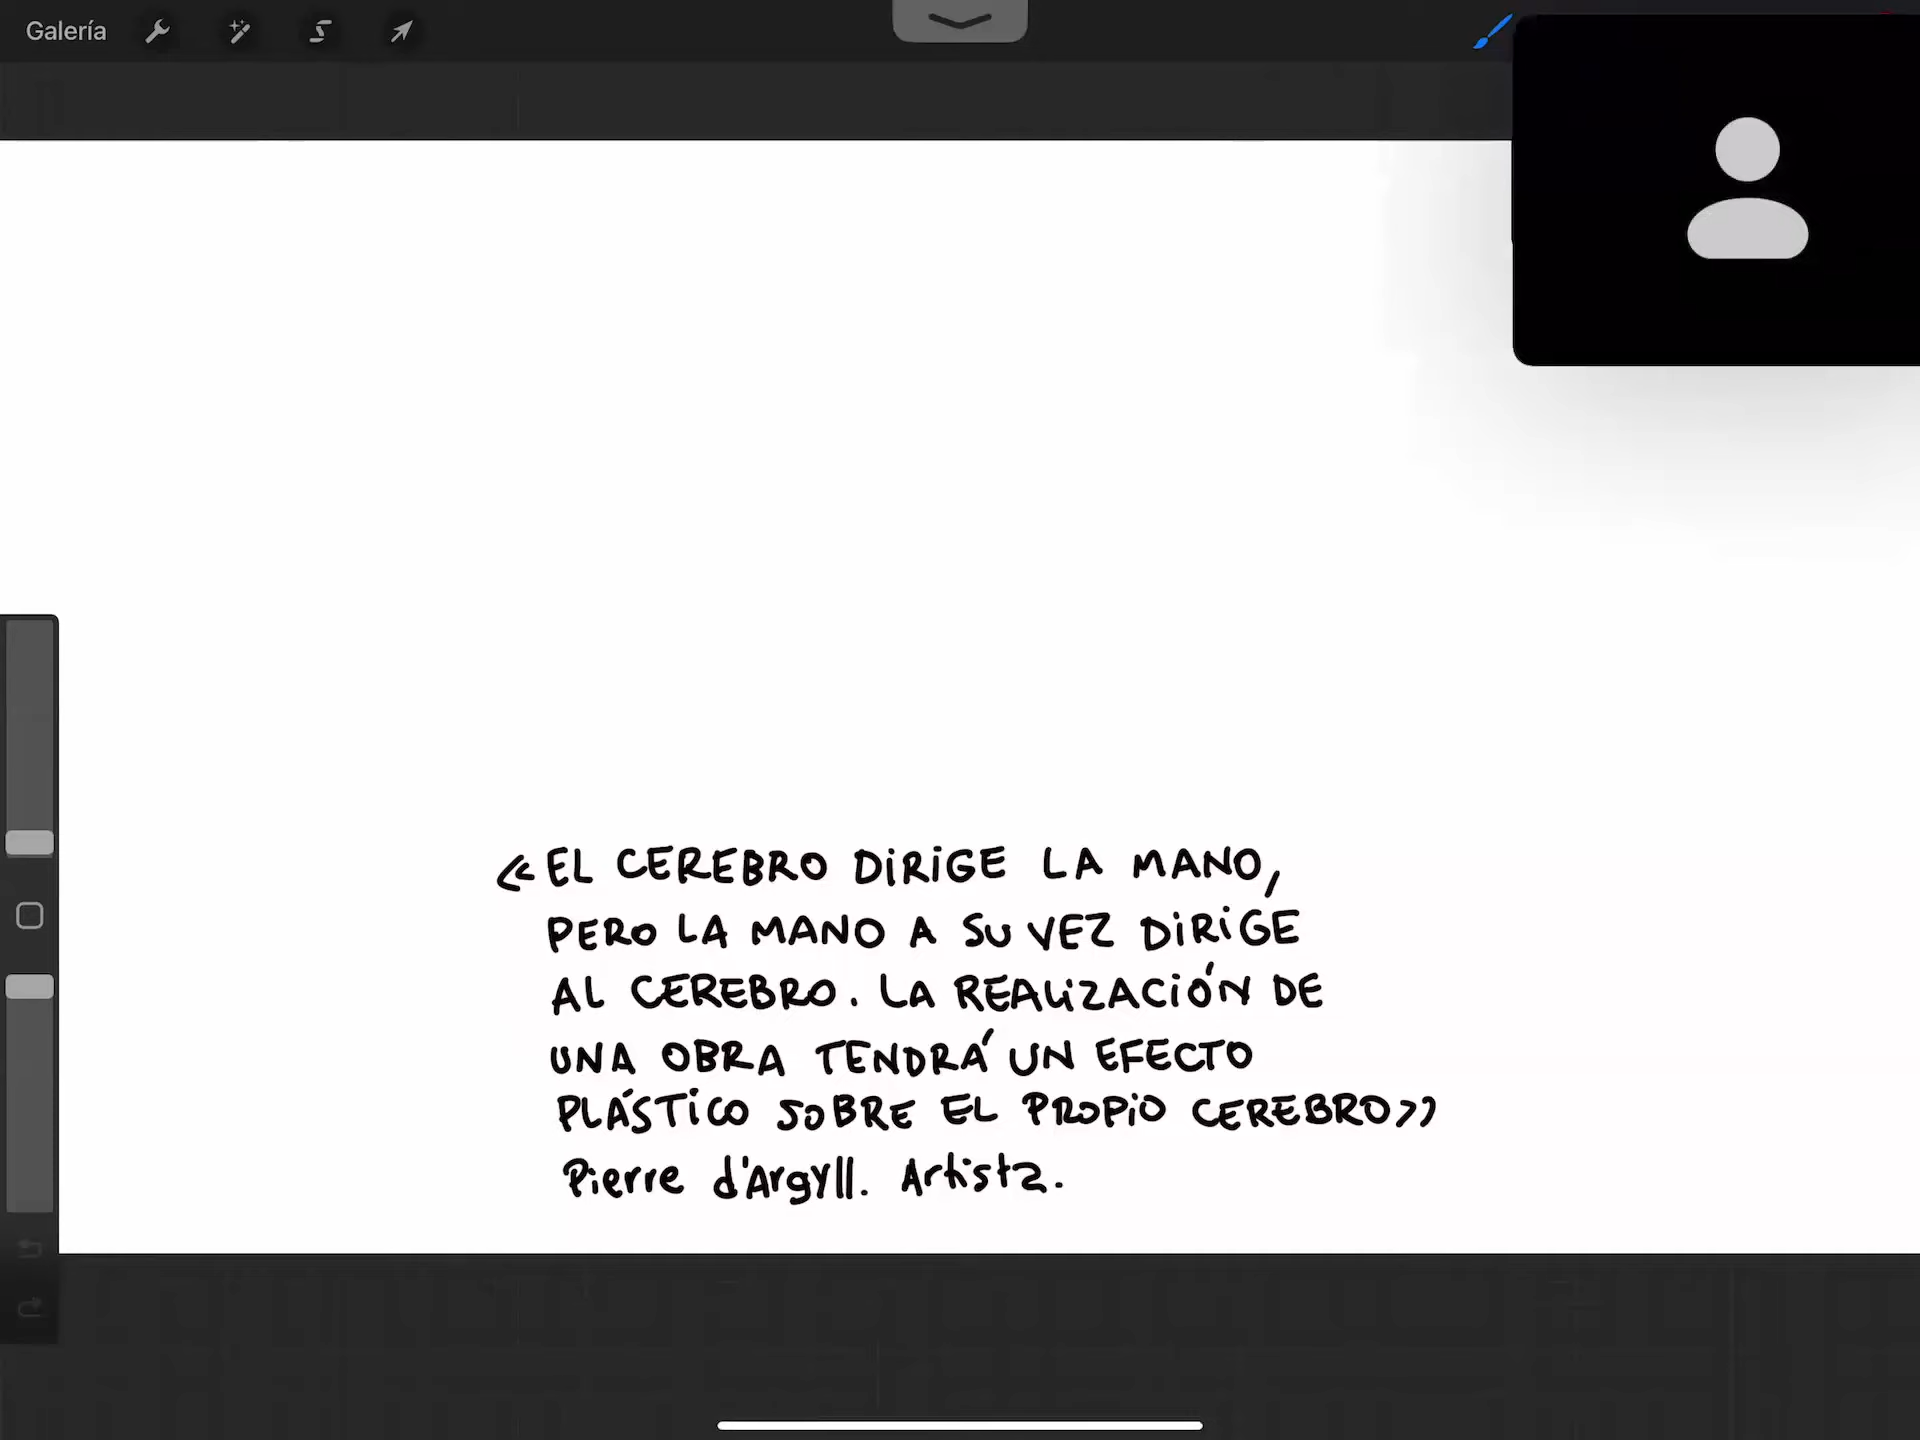 Galería
«EL CEREBRO DIRIGE LA MANO,
PERO LA MANO A SU VEZ DIRIGE
AL CEREBRO. LA REALIZACIÓN DE
UNA OBRA TENDRÁ UN EFECTO
PLÁSTICO SOBRE EL PROPIO CEREBRO»
Pierre d'Argyll. Artista.